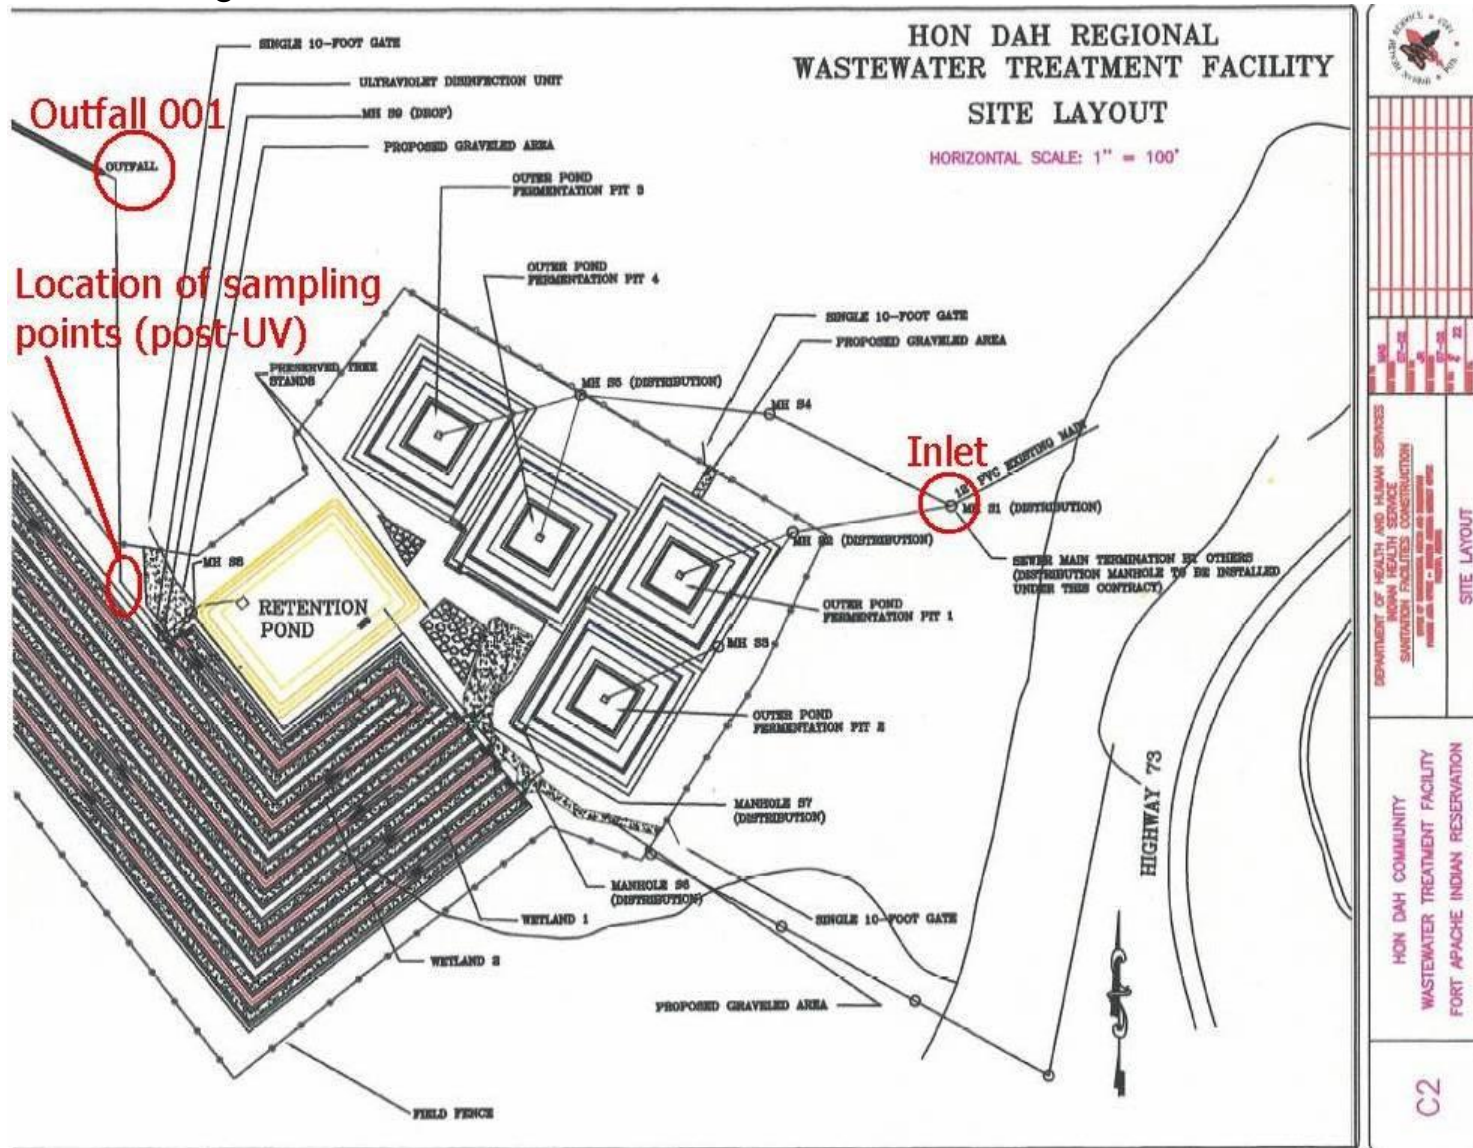 HON DAH REGIONAL
WASTEWATER TREATMENT FACILITY
SITE LAYOUT
HORIZONTAL SCALE: 1" = 100'
SINGLE 10-FOOT GATE
ULTRAVIOLET DISINFECTION UNIT
MH S9 (DROP)
PROPOSED GRAVELED AREA
Outfall 001
OUTFALL
OUTER POND
FERMENTATION PIT 3
OUTER POND
FERMENTATION PIT 4
Location of sampling
points (post-UV)
SINGLE 10-FOOT GATE
PROPOSED GRAVELED AREA
PRESERVED TREE
STANDS
MH S5 (DISTRIBUTION)
MH S4
Inlet
12" PVC EXISTING MAIN
MH S1 (DISTRIBUTION)
MH S2 (DISTRIBUTION)
SEWER MAIN TERMINATION BY OTHERS
(DISTRIBUTION MANHOLE TO BE INSTALLED
UNDER THIS CONTRACT)
MH S8
RETENTION
POND
OUTER POND
FERMENTATION PIT 1
MH S3
OUTER POND
FERMENTATION PIT 2
MANHOLE S7
(DISTRIBUTION)
HIGHWAY 73
MANHOLE S6
(DISTRIBUTION)
WETLAND 1
SINGLE 10-FOOT GATE
WETLAND 2
PROPOSED GRAVELED AREA
FIELD FENCE
DEPARTMENT OF HEALTH AND HUMAN SERVICES
INDIAN HEALTH SERVICE
SANITATION FACILITIES CONSTRUCTION
SITE LAYOUT
HON DAH COMMUNITY
WASTEWATER TREATMENT FACILITY
FORT APACHE INDIAN RESERVATION
C2